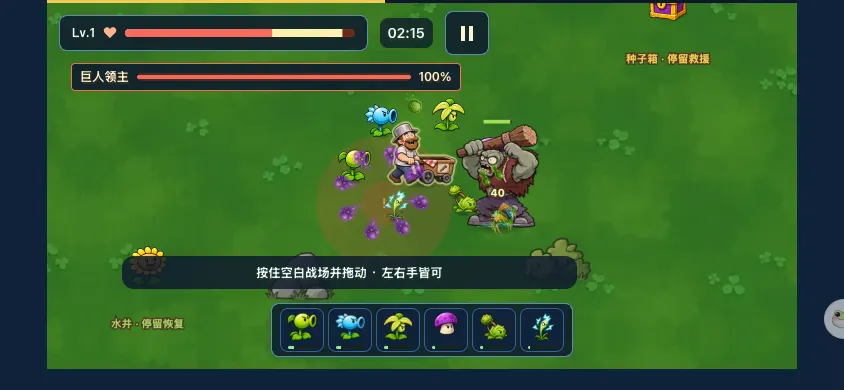 Lv.1
02:15
巨人领主
100%
种子箱 · 停留救援
40
按住空白战场并拖动 · 左右手皆可
水井 · 停留恢复